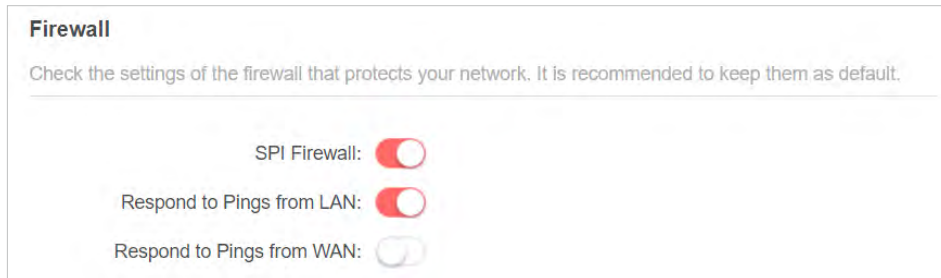 Firewall
Check the settings of the firewall that protects your network. It is recommended to keep them as default.
SPI Firewall:
Respond to Pings from LAN:
Respond to Pings from WAN: